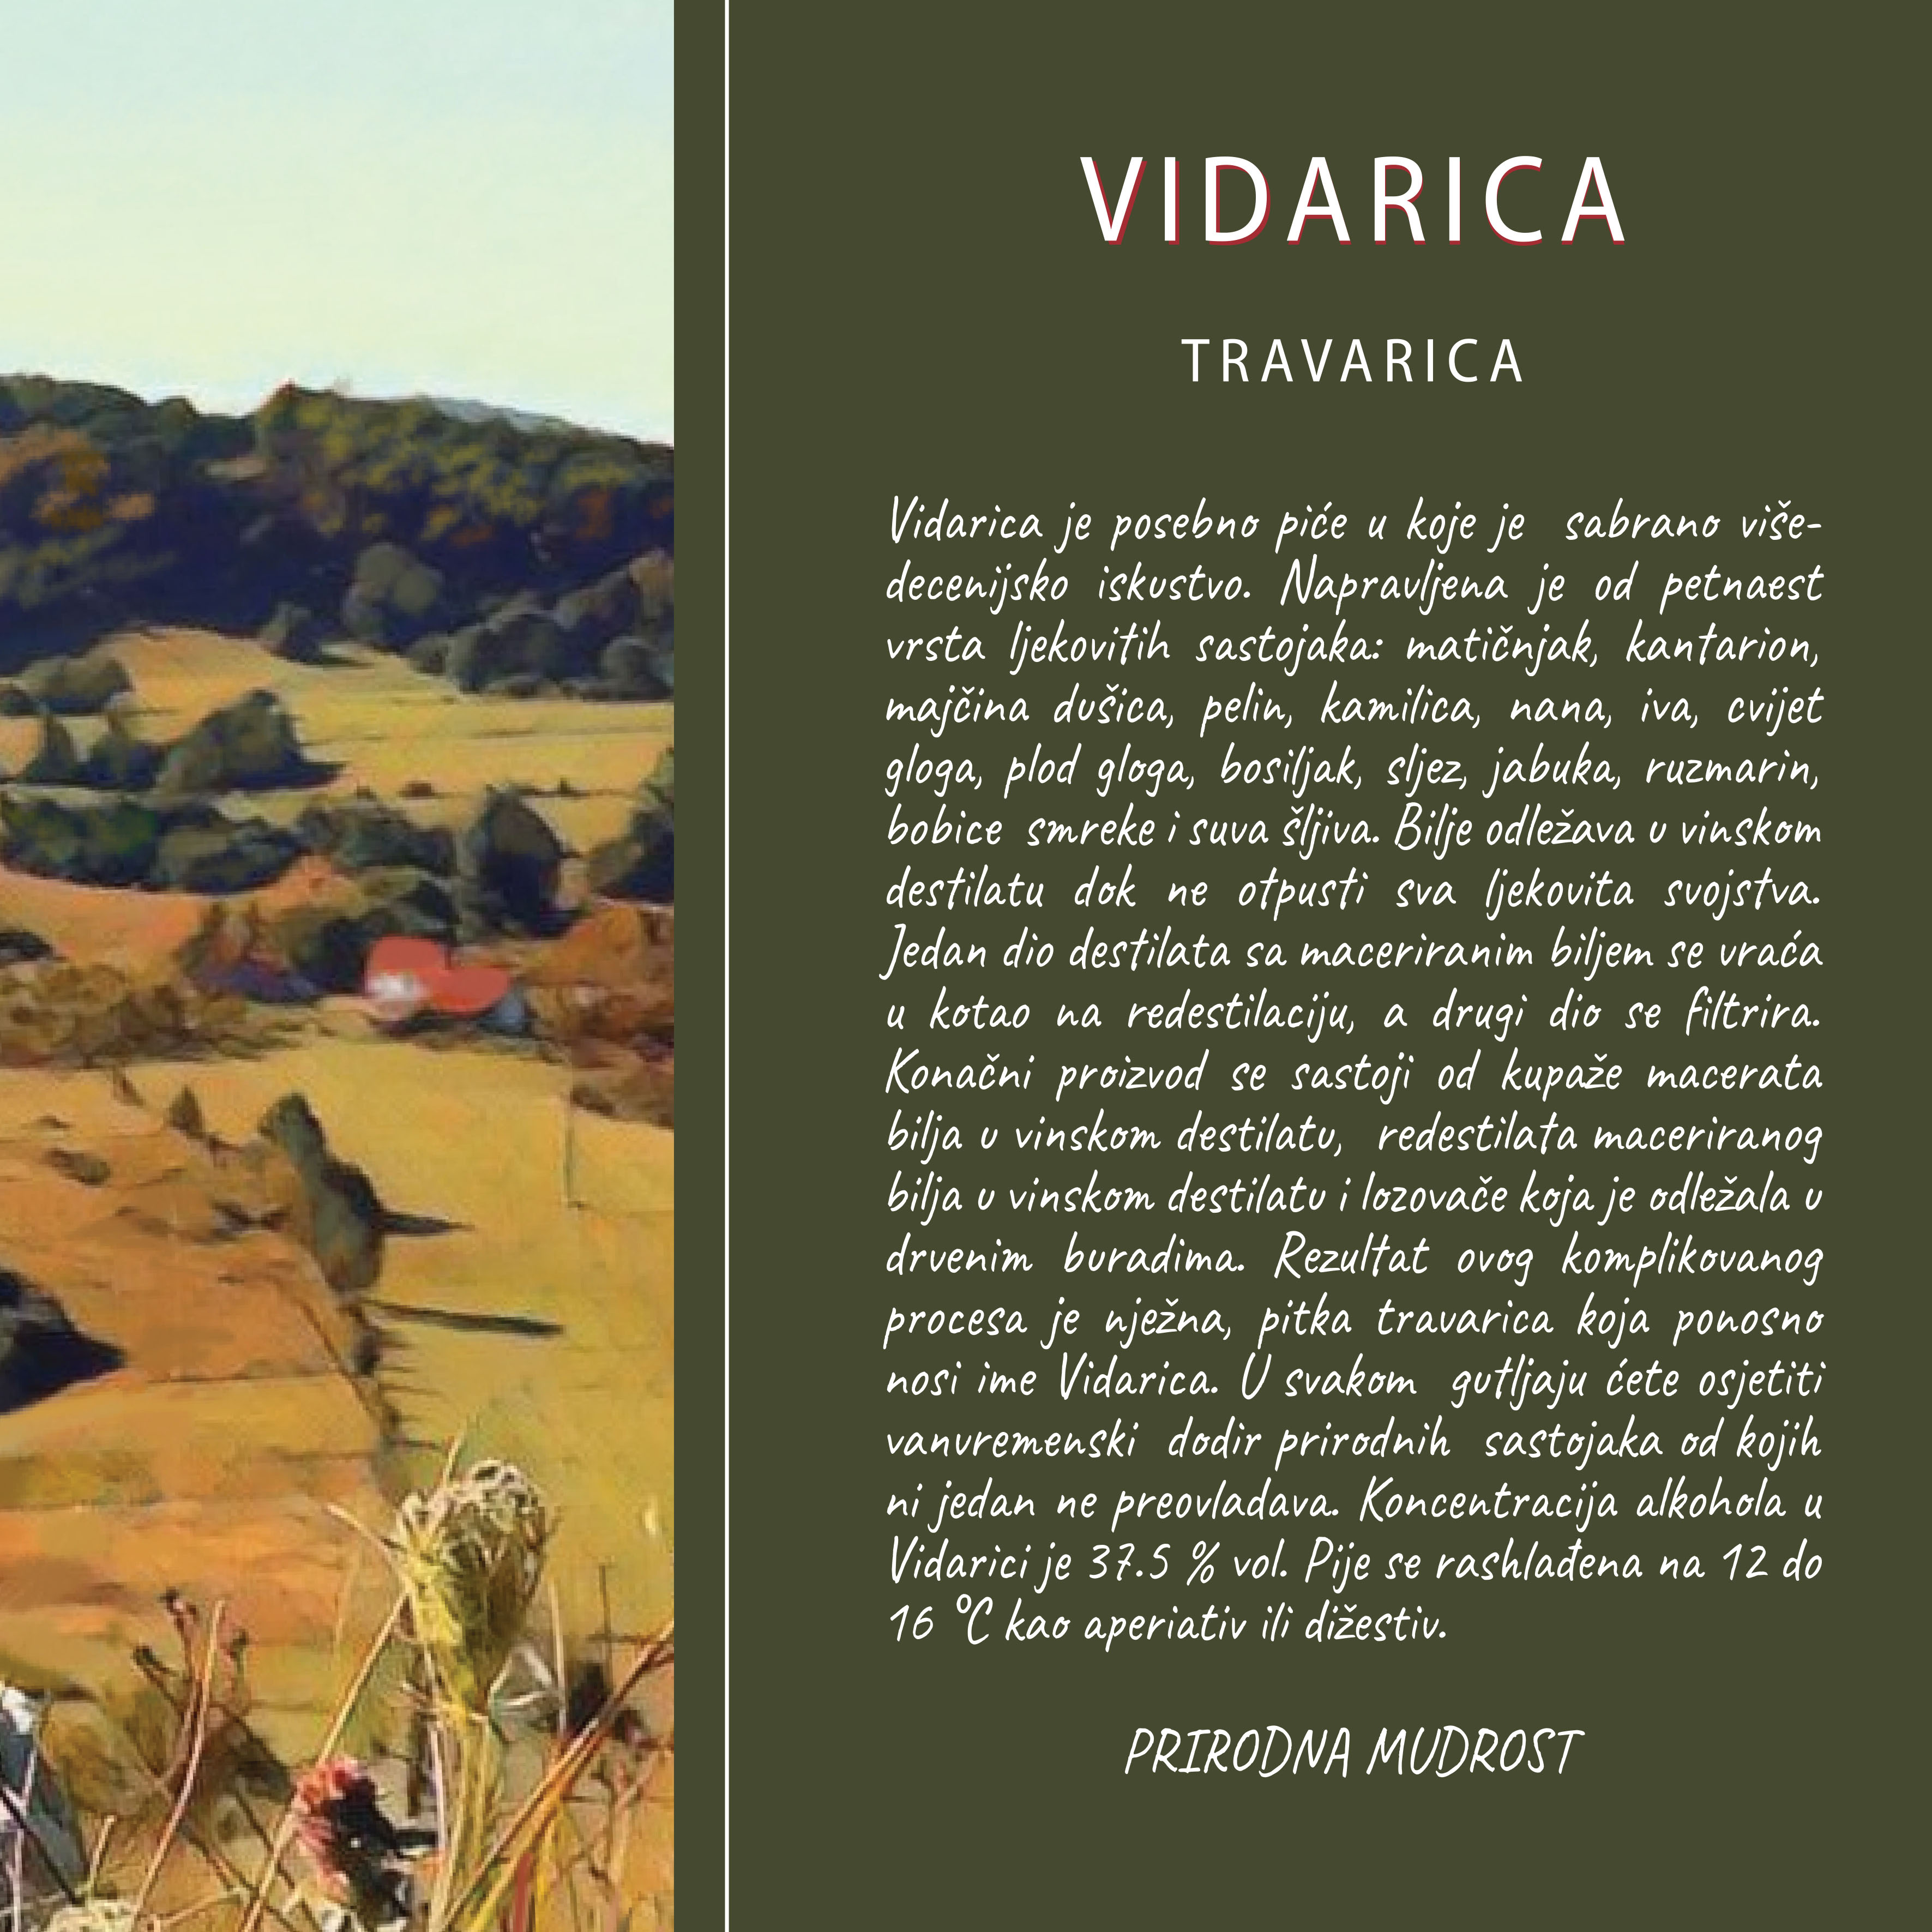 VIDARICA
TRAVARICA
Vidarica je posebno piće u koje je sabrano više-
decenijsko iskustvo. Napravljena je od petnaest
vrsta ljekovitih sastojaka: matičnjak, kantarion,
majčina dušica, pelin, kamilica, nana, iva, cvijet
gloga, plod gloga, bosiljak, sljez, jabuka, ruzmarin,
bobice smreke i suva šljiva. Bilje odležava u vinskom
destilatu dok ne otpusti sva ljekovita svojstva.
Jedan dio destilata sa maceriranim biljem se vraća
u kotao na redestilaciju, a drugi dio se filtrira.
Konačni proizvod se sastoji od kupaže macerata
bilja u vinskom destilatu, redestilata maceriranog
bilja u vinskom destilatu i lozovače koja je odležala u
drvenim buradima. Rezultat ovog komplikovanog
procesa je nježna, pitka travarica koja ponosno
nosi ime Vidarica. U svakom gutljaju ćete osjetiti
vanvremenski dodir prirodnih sastojaka od kojih
ni jedan ne preovladava. Koncentracija alkohola u
Vidarici je 37.5 % vol. Pije se rashlađena na 12 do
16 °C kao aperiativ ili dižestiv.
PRIRODNA MUDROST